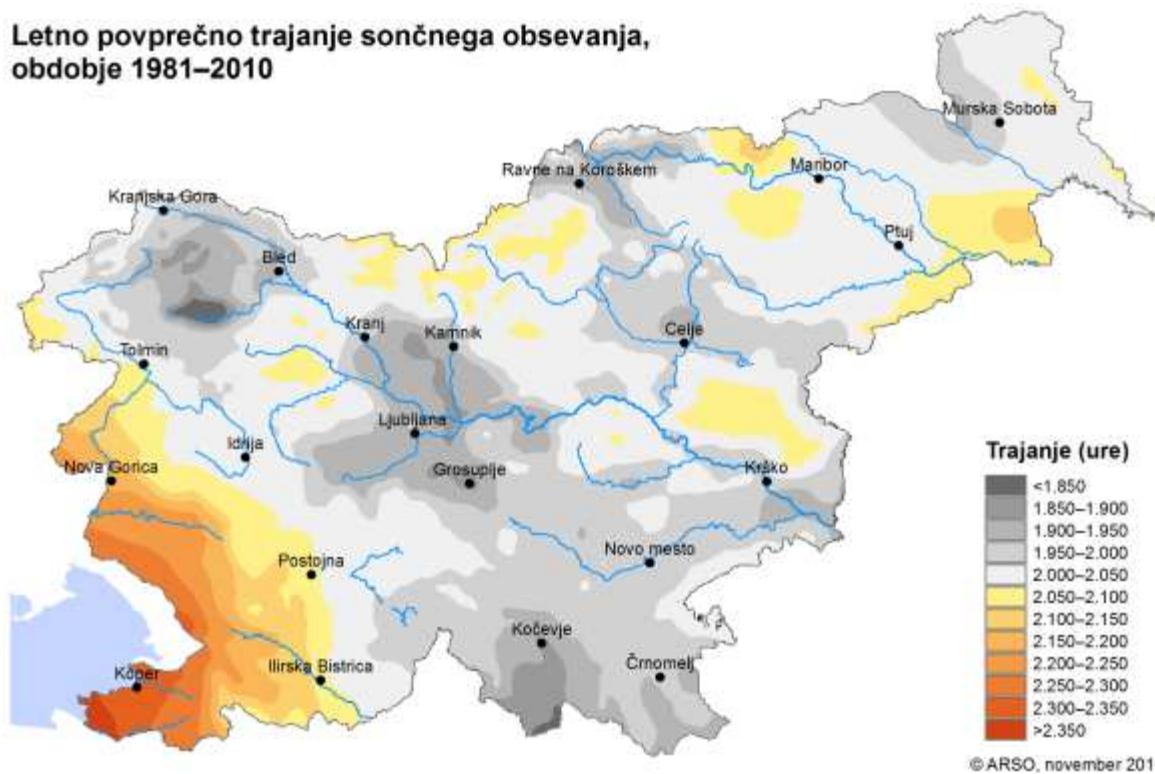 Letno povprečno trajanje sončnega obsevanja,
obdobje 1981–2010
Murska Sobota
Ravne na Koroškem
Maribor
Kranjska Gora
Ptuj
Bled
Kranj
Kamnik
Celje
Tolmin
Ljubljana
Idrija
Nova Gorica
Grosuplje
Krško
Postojna
Novo mesto
Kočevje
Črnomelj
Koper
Ilirska Bistrica
Trajanje (ure)
<1.850
1.850–1.900
1.900–1.950
1.950–2.000
2.000–2.050
2.050–2.100
2.100–2.150
2.150–2.200
2.200–2.250
2.250–2.300
2.300–2.350
>2.350
© ARSO, november 201